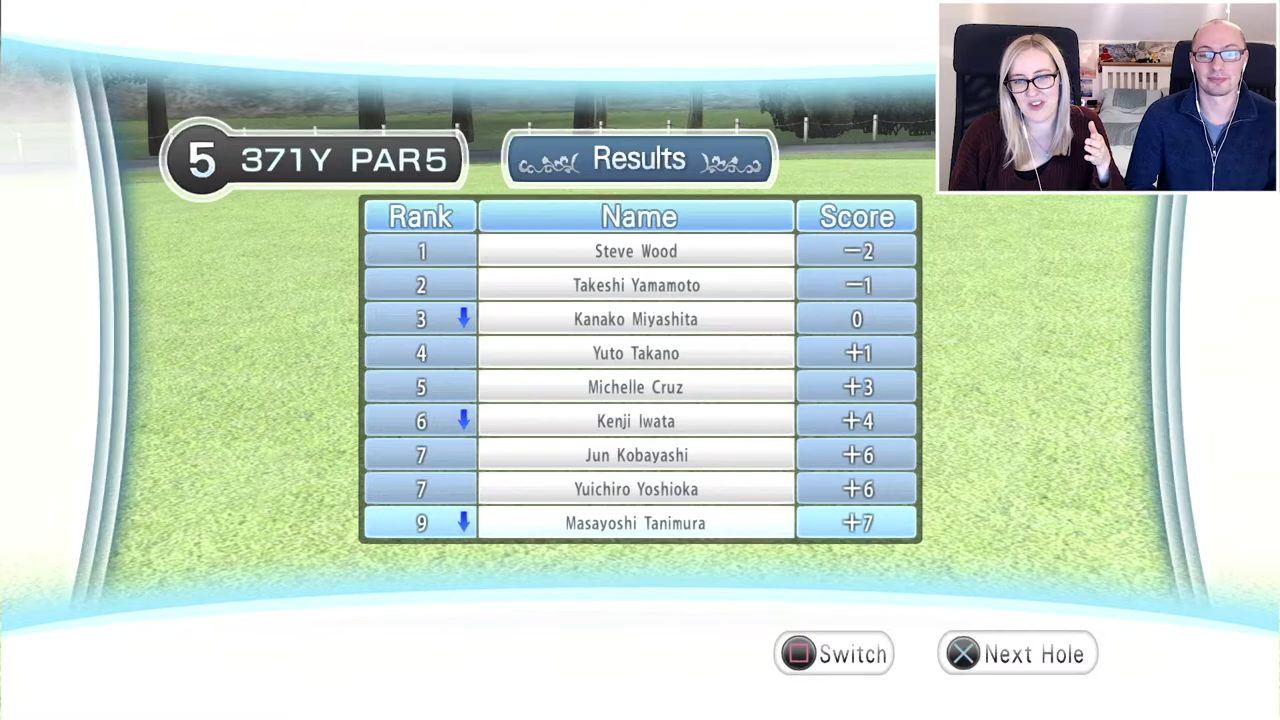 5 371Y PAR5
Results
Rank Name Score
1 Steve Wood −2
2 Takeshi Yamamoto −1
3 Kanako Miyashita 0
4 Yuto Takano +1
5 Michelle Cruz +3
6 Kenji Iwata +4
7 Jun Kobayashi +6
7 Yuichiro Yoshioka +6
9 Masayoshi Tanimura +7
Switch Next Hole